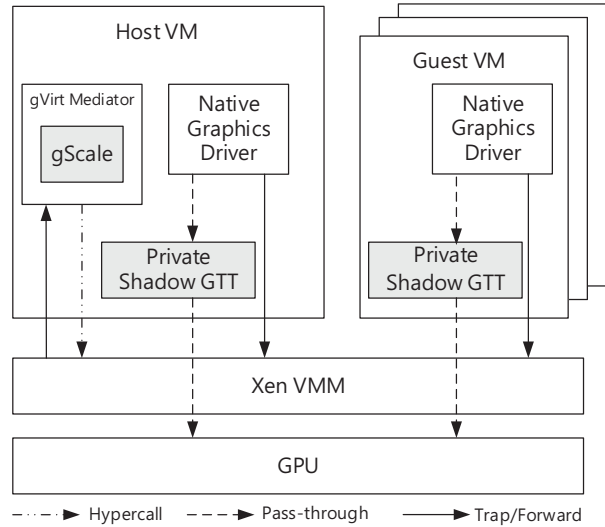 Host VM
gVirt Mediator
gScale
Native
Graphics
Driver
Private
Shadow GTT
Guest VM
Native
Graphics
Driver
Private
Shadow GTT
Xen VMM
GPU
Hypercall
Pass-through
Trap/Forward